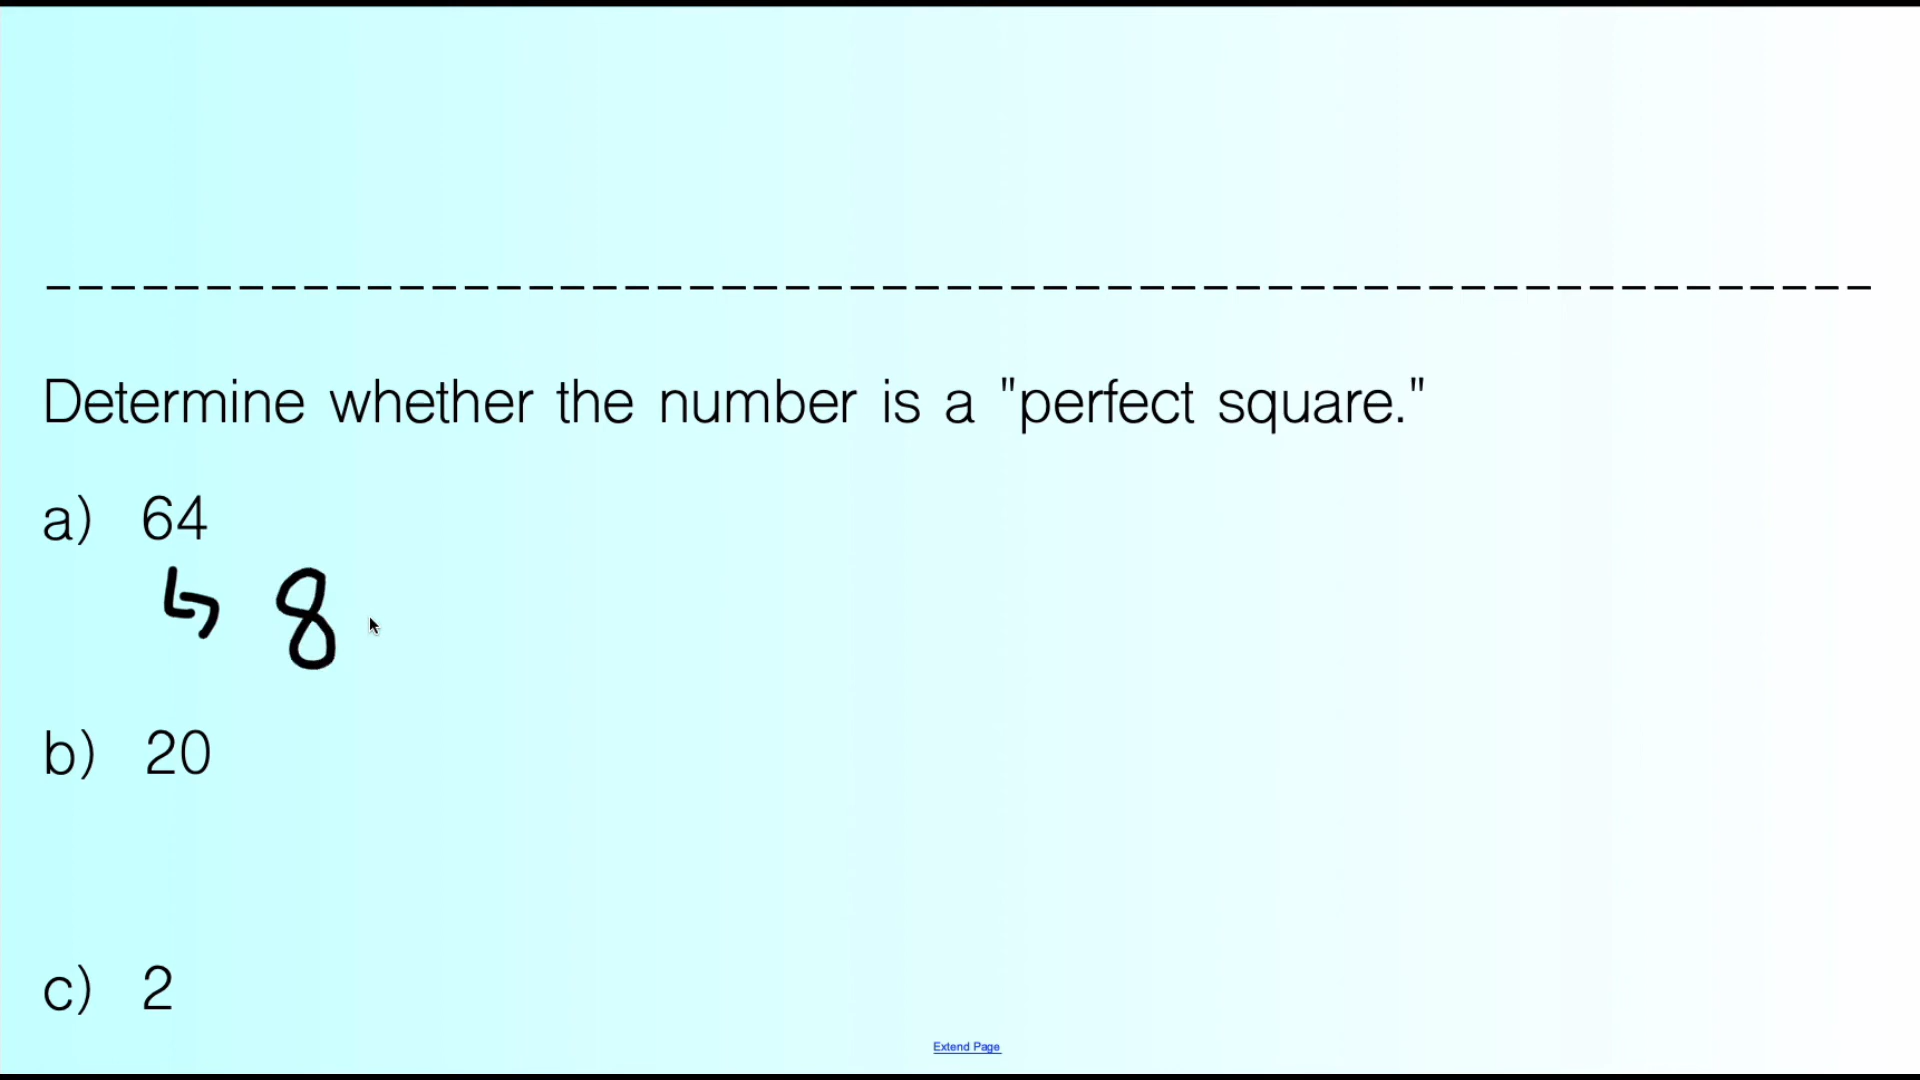 Determine whether the number is a "perfect square."
a) 64
↳ 8
b) 20
c) 2
Extend Page